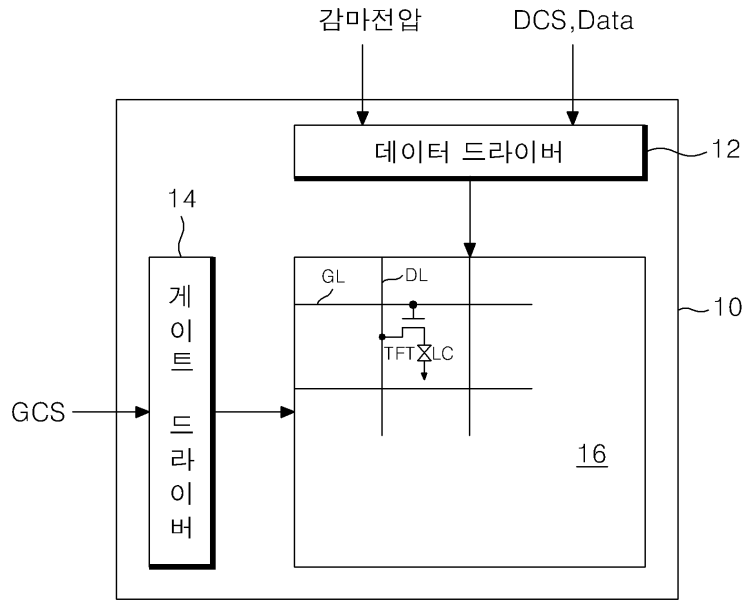 감마전압
DCS,Data
데이터 드라이버
12
14
게이트 드라이버
GL
DL
10
TFT
LC
GCS
16